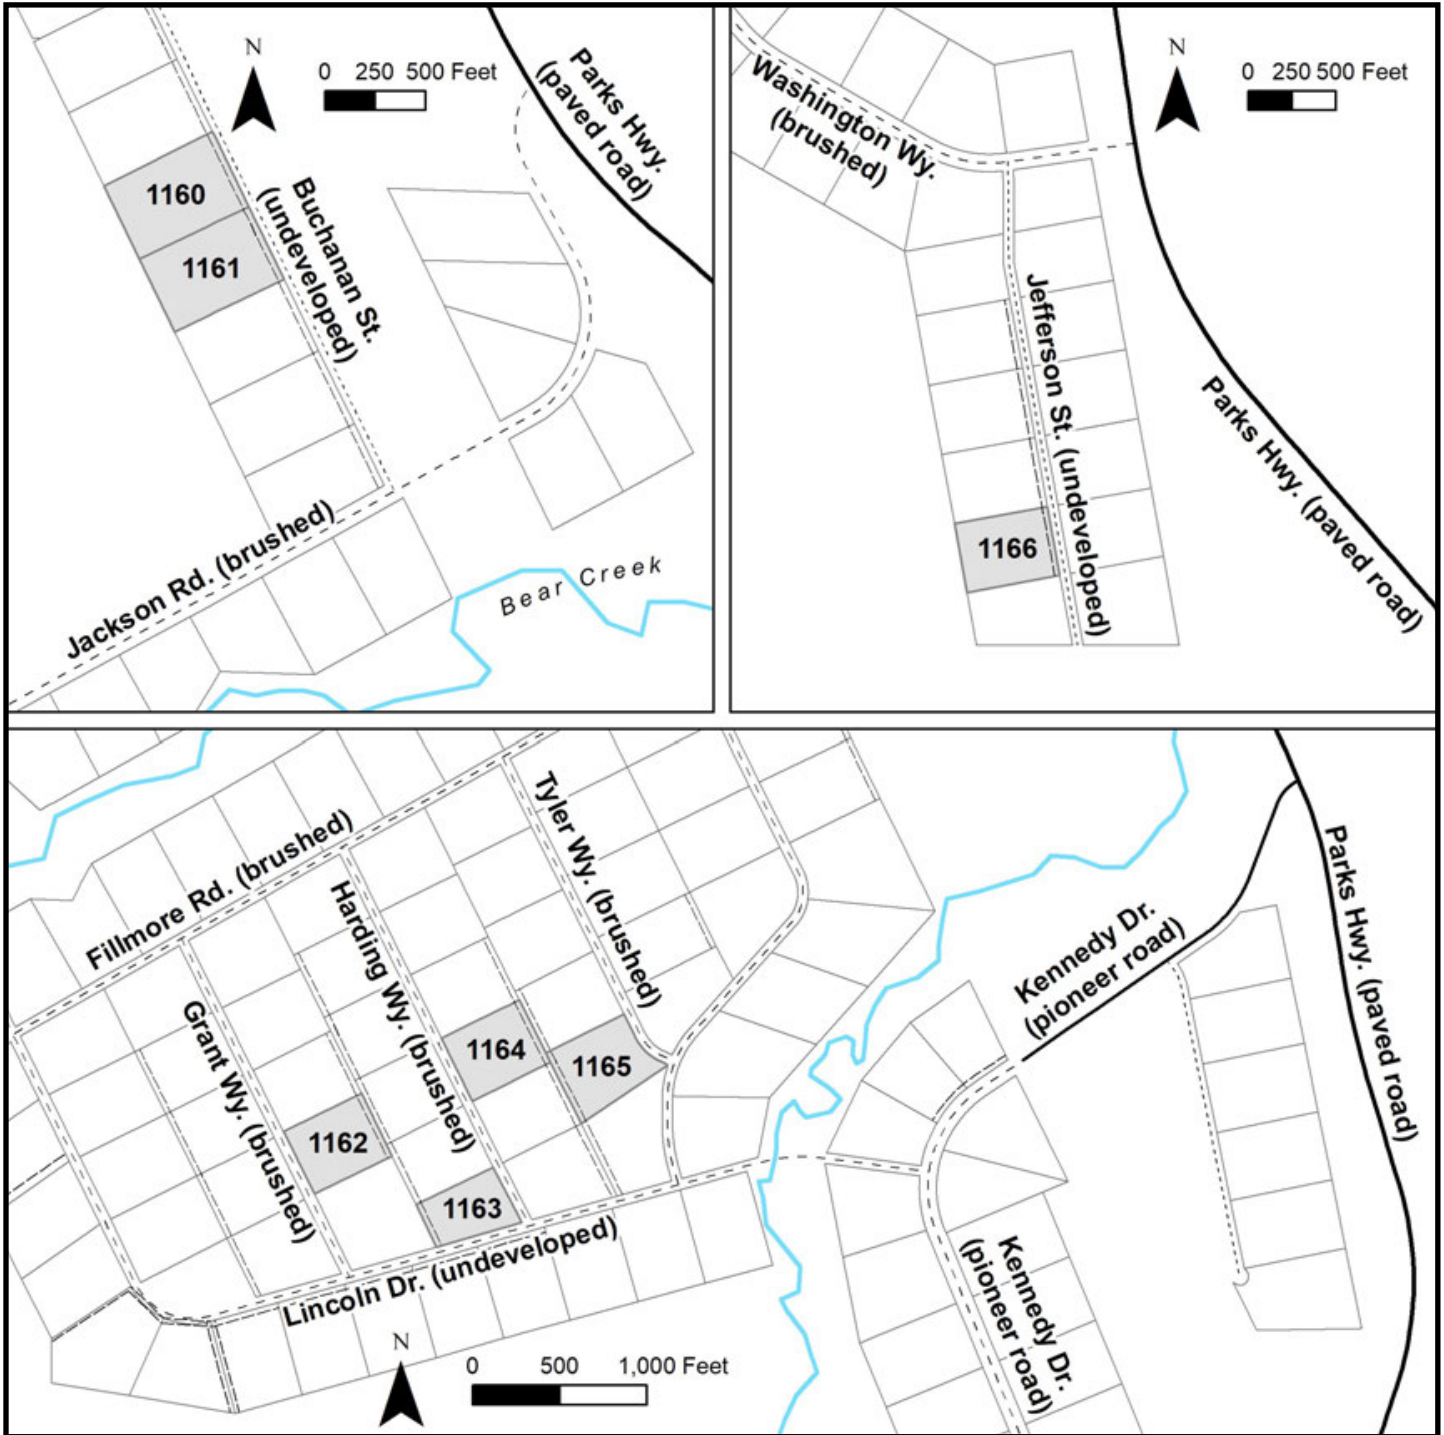 N
0 250 500 Feet
Parks Hwy.
(paved road)
1160
1161
Buchanan St.
(undeveloped)
Jackson Rd. (brushed)
Bear Creek
N
0 250 500 Feet
Washington Wy.
(brushed)
Jefferson St. (undeveloped)
Parks Hwy. (paved road)
1166
Fillmore Rd. (brushed)
Tyler Wy. (brushed)
Harding Wy. (brushed)
Grant Wy. (brushed)
1164
1165
1162
1163
Lincoln Dr. (undeveloped)
Kennedy Dr.
(pioneer road)
Parks Hwy. (paved road)
Kennedy Dr.
(pioneer road)
N
0 500 1,000 Feet